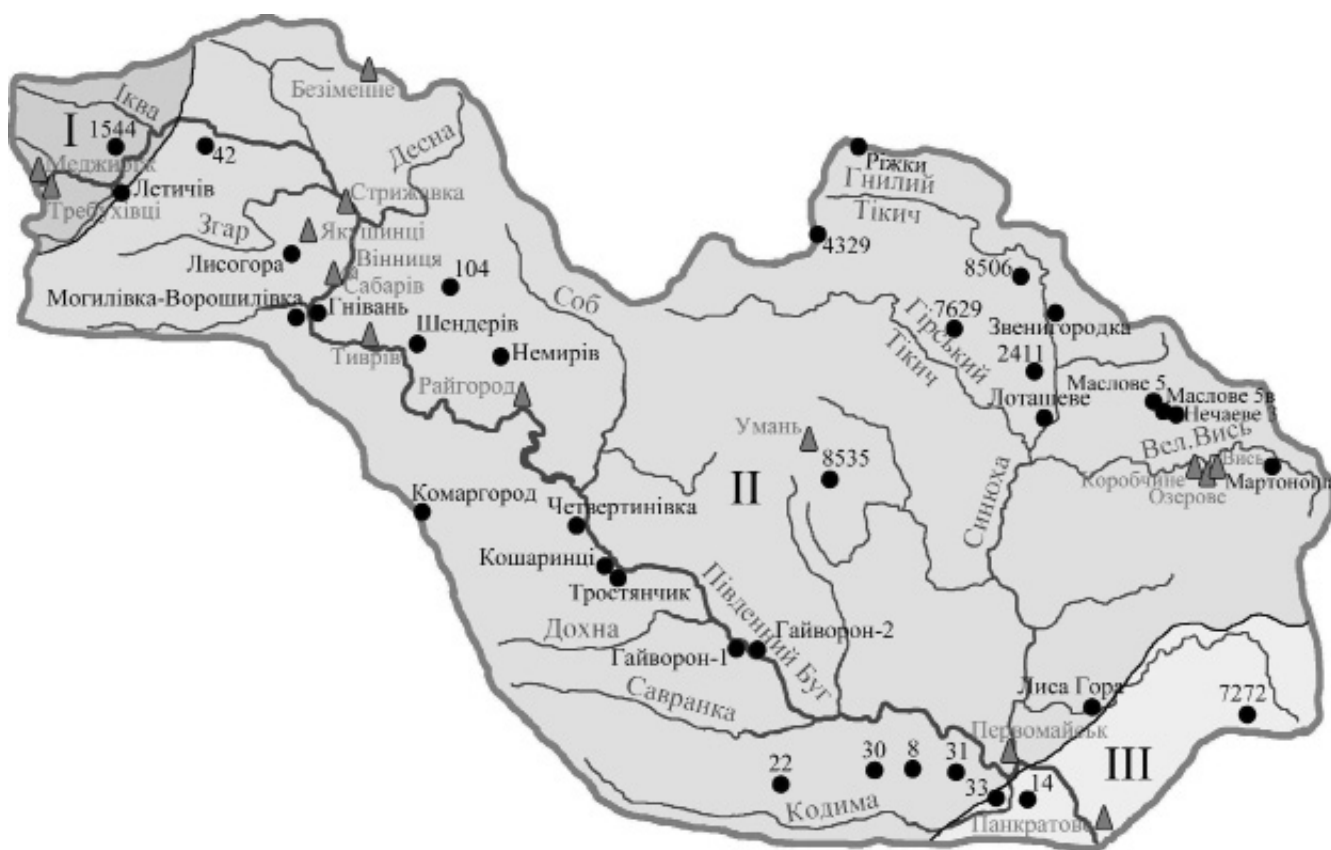 Безіменне
Іква
I
1544
42
Десна
Меджибіж
Летичів
Требухівці
Стрижавка
Згар
Якушинці
Лисогора
Вінниця
Сабарів
104
Могилівка-Ворошилівка
Гнівань
Шендерів
Тиврів
Немирів
Райгород
Соб
Ріжки
Гнилий
Тікич
4329
8506
7629
Гірський
Тікич
Звенигородка
2411
Лоташеве
Маслове 5
Маслове 5в
Нечаеве 3
Вел.Вись
Вись
Коробчине
Озерове
Мартоноша
Умань
8535
II
Синюха
Комаргород
Четвертинівка
Кошаринці
Тростянчик
Південний Буг
Дохна
Гайворон-2
Гайворон-1
Савранка
Лиса Гора
7272
Первомайськ
III
22
30
8
31
33
14
Кодима
Панкратове